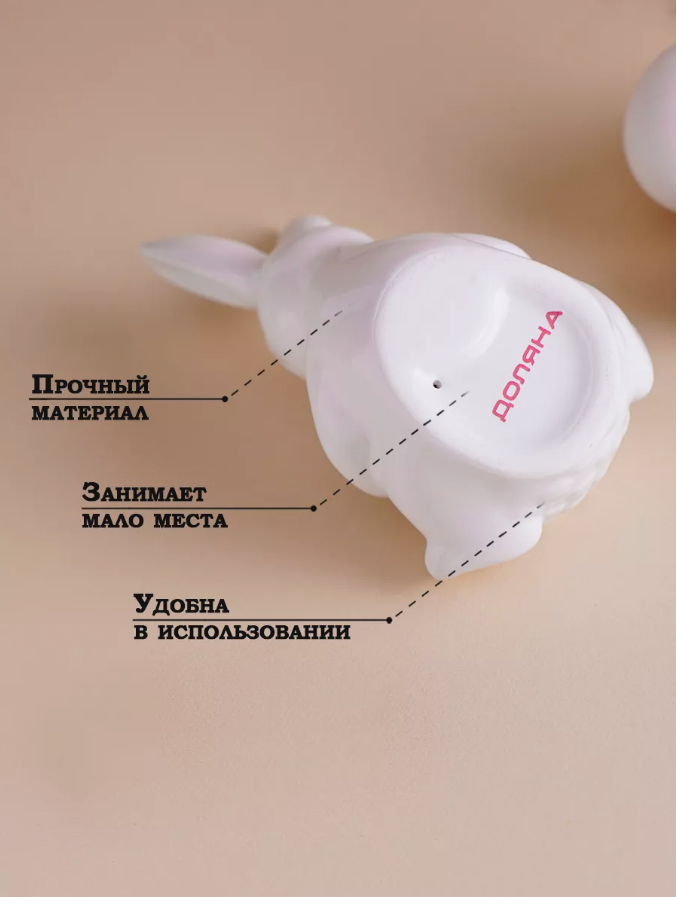 Прочный
материал
Занимает
мало места
Удобна
в использовании
ДОЛЯНА